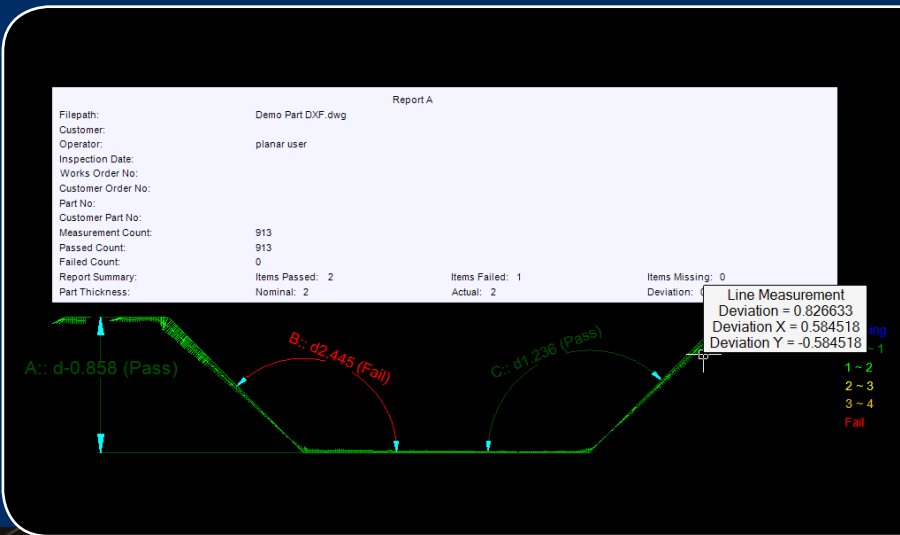 Report A
Filepath: Demo Part DXF.dwg
Customer:
Operator: planar user
Inspection Date:
Works Order No:
Customer Order No:
Part No:
Customer Part No:
Measurement Count: 913
Passed Count: 913
Failed Count: 0
Report Summary: Items Passed: 2 Items Failed: 1 Items Missing: 0
Part Thickness: Nominal: 2 Actual: 2 Deviation:
Line Measurement
Deviation = 0.826633
Deviation X = 0.584518
Deviation Y = -0.584518
A:: d-0.858 (Pass)
B:: d2.445 (Fail)
C:: d1.236 (Pass)
~ 1
1 ~ 2
2 ~ 3
3 ~ 4
Fail